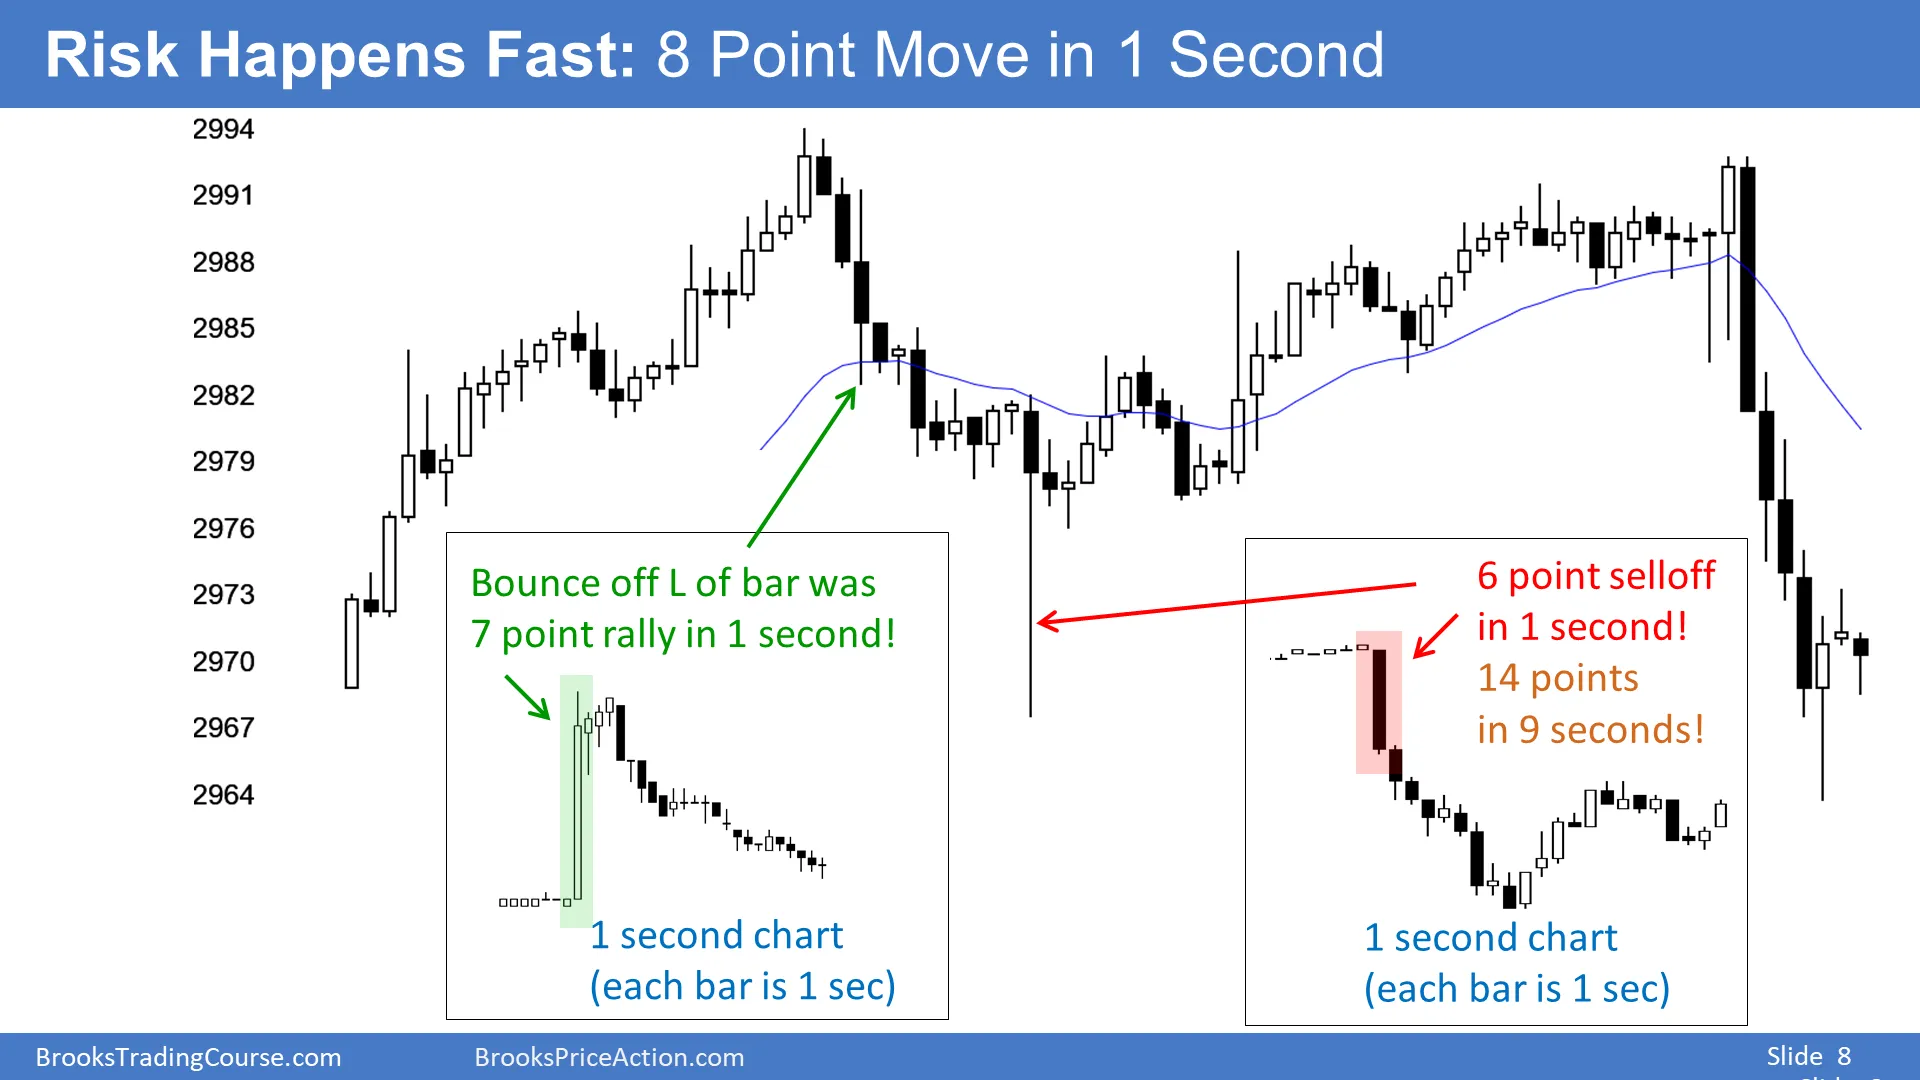 Risk Happens Fast: 8 Point Move in 1 Second
2994
2991
2988
2985
2982
2979
2976
2973
2970
2967
2964
Bounce off L of bar was
7 point rally in 1 second!
1 second chart
(each bar is 1 sec)
6 point selloff
in 1 second!
14 points
in 9 seconds!
1 second chart
(each bar is 1 sec)
BrooksTradingCourse.com
BrooksPriceAction.com
Slide 8